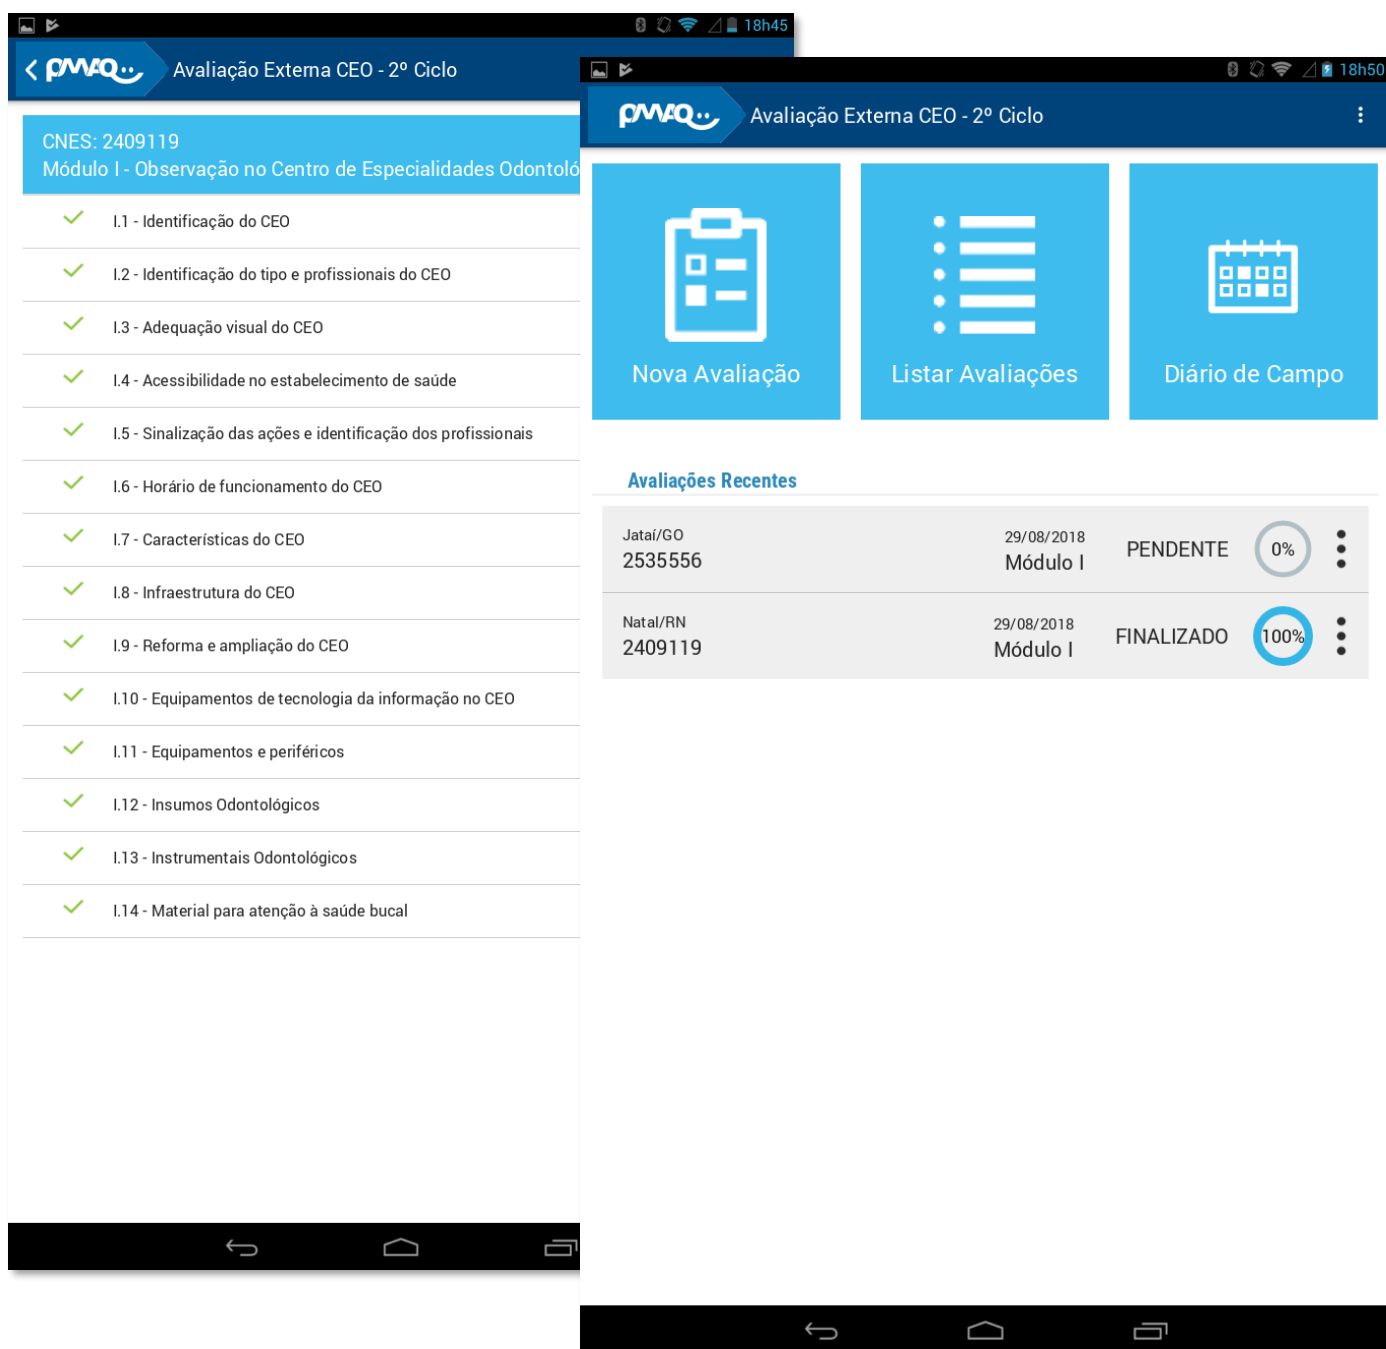 18h45
PMAQ
Avaliação Externa CEO - 2º Ciclo
CNES: 2409119
Módulo I - Observação no Centro de Especialidades Odontoló
I.1 - Identificação do CEO
I.2 - Identificação do tipo e profissionais do CEO
I.3 - Adequação visual do CEO
I.4 - Acessibilidade no estabelecimento de saúde
I.5 - Sinalização das ações e identificação dos profissionais
I.6 - Horário de funcionamento do CEO
I.7 - Características do CEO
I.8 - Infraestrutura do CEO
I.9 - Reforma e ampliação do CEO
I.10 - Equipamentos de tecnologia da informação no CEO
I.11 - Equipamentos e periféricos
I.12 - Insumos Odontológicos
I.13 - Instrumentais Odontológicos
I.14 - Material para atenção à saúde bucal
18h50
PMAQ
Avaliação Externa CEO - 2º Ciclo
Nova Avaliação
Listar Avaliações
Diário de Campo
Avaliações Recentes
Jataí/GO
2535556
29/08/2018
Módulo I
PENDENTE
0%
Natal/RN
2409119
29/08/2018
Módulo I
FINALIZADO
100%